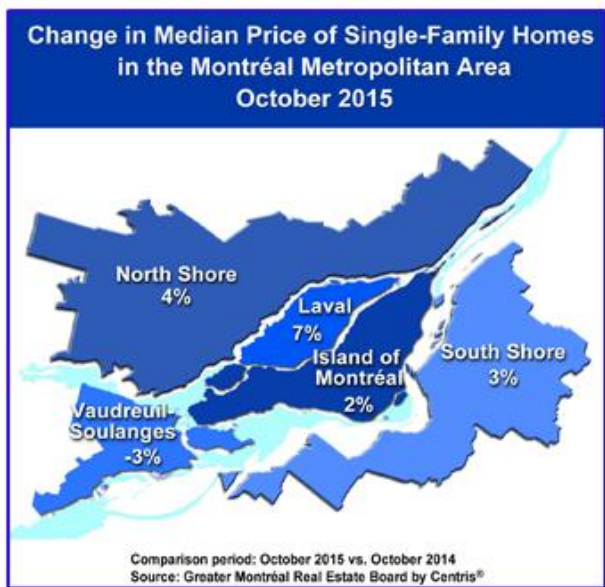 Change in Median Price of Single-Family Homes
in the Montréal Metropolitan Area
October 2015
North Shore
4%
Laval
7%
Island of
Montréal
2%
South Shore
3%
Vaudreuil-
Soulanges
-3%
Comparison period: October 2015 vs. October 2014
Source: Greater Montréal Real Estate Board by Centris®